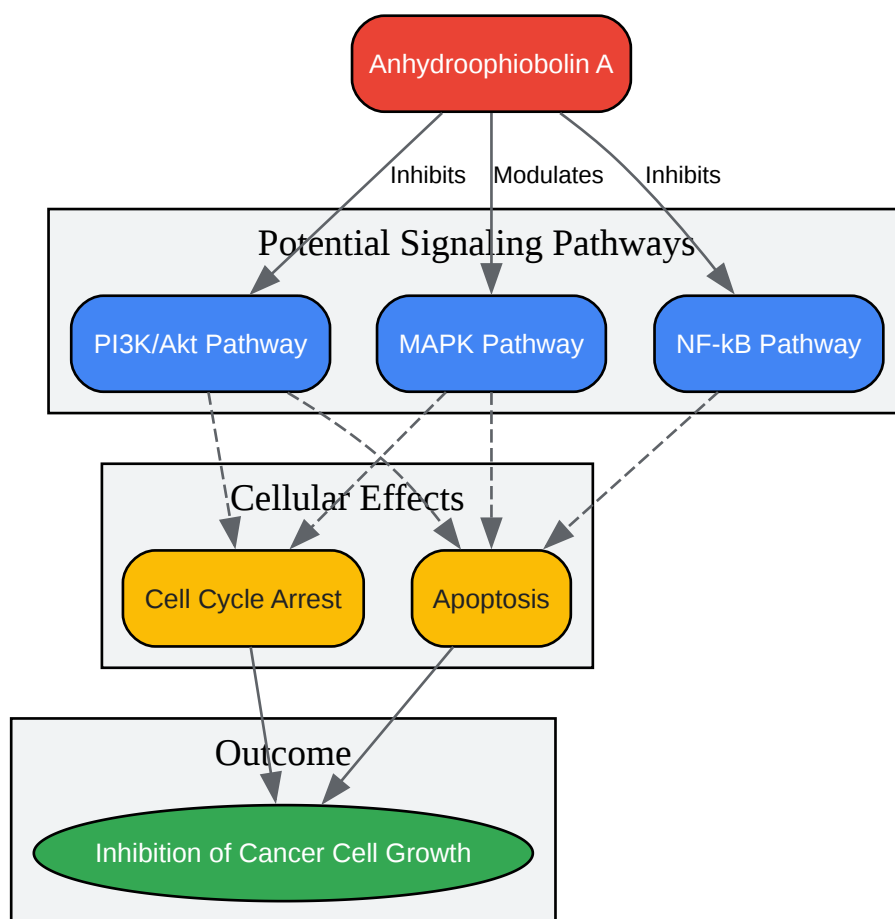 Anhydroophiobolin A
Inhibits
Modulates
Inhibits
Potential Signaling Pathways
PI3K/Akt Pathway
MAPK Pathway
NF-kB Pathway
Cellular Effects
Cell Cycle Arrest
Apoptosis
Outcome
Inhibition of Cancer Cell Growth